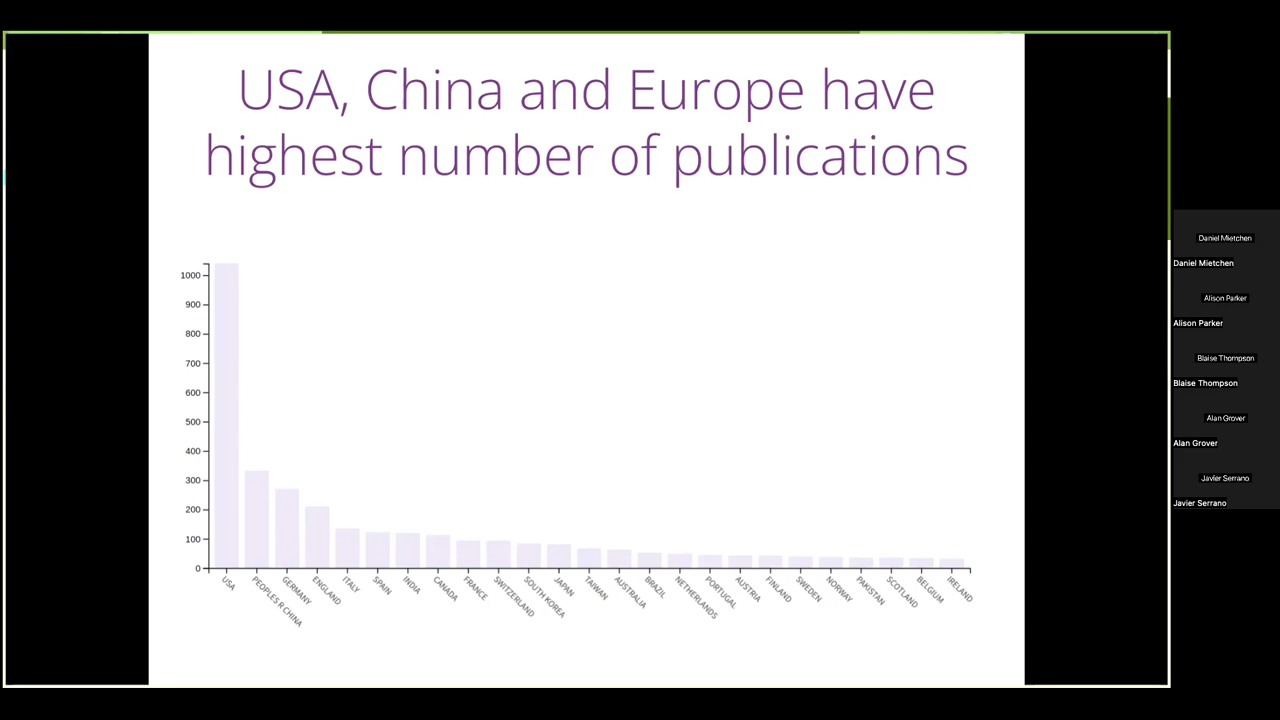 USA, China and Europe have
highest number of publications
1000
900
800
700
600
500
400
300
200
100
0
USA
PEOPLES R CHINA
GERMANY
ENGLAND
ITALY
SPAIN
INDIA
CANADA
FRANCE
SWITZERLAND
SOUTH KOREA
JAPAN
TAIWAN
AUSTRALIA
BRAZIL
NETHERLANDS
PORTUGAL
AUSTRIA
FINLAND
SWEDEN
NORWAY
PAKISTAN
SCOTLAND
BELGIUM
IRELAND
Daniel Mietchen
Daniel Mietchen
Alison Parker
Alison Parker
Blaise Thompson
Blaise Thompson
Alan Grover
Alan Grover
Javier Serrano
Javier Serrano